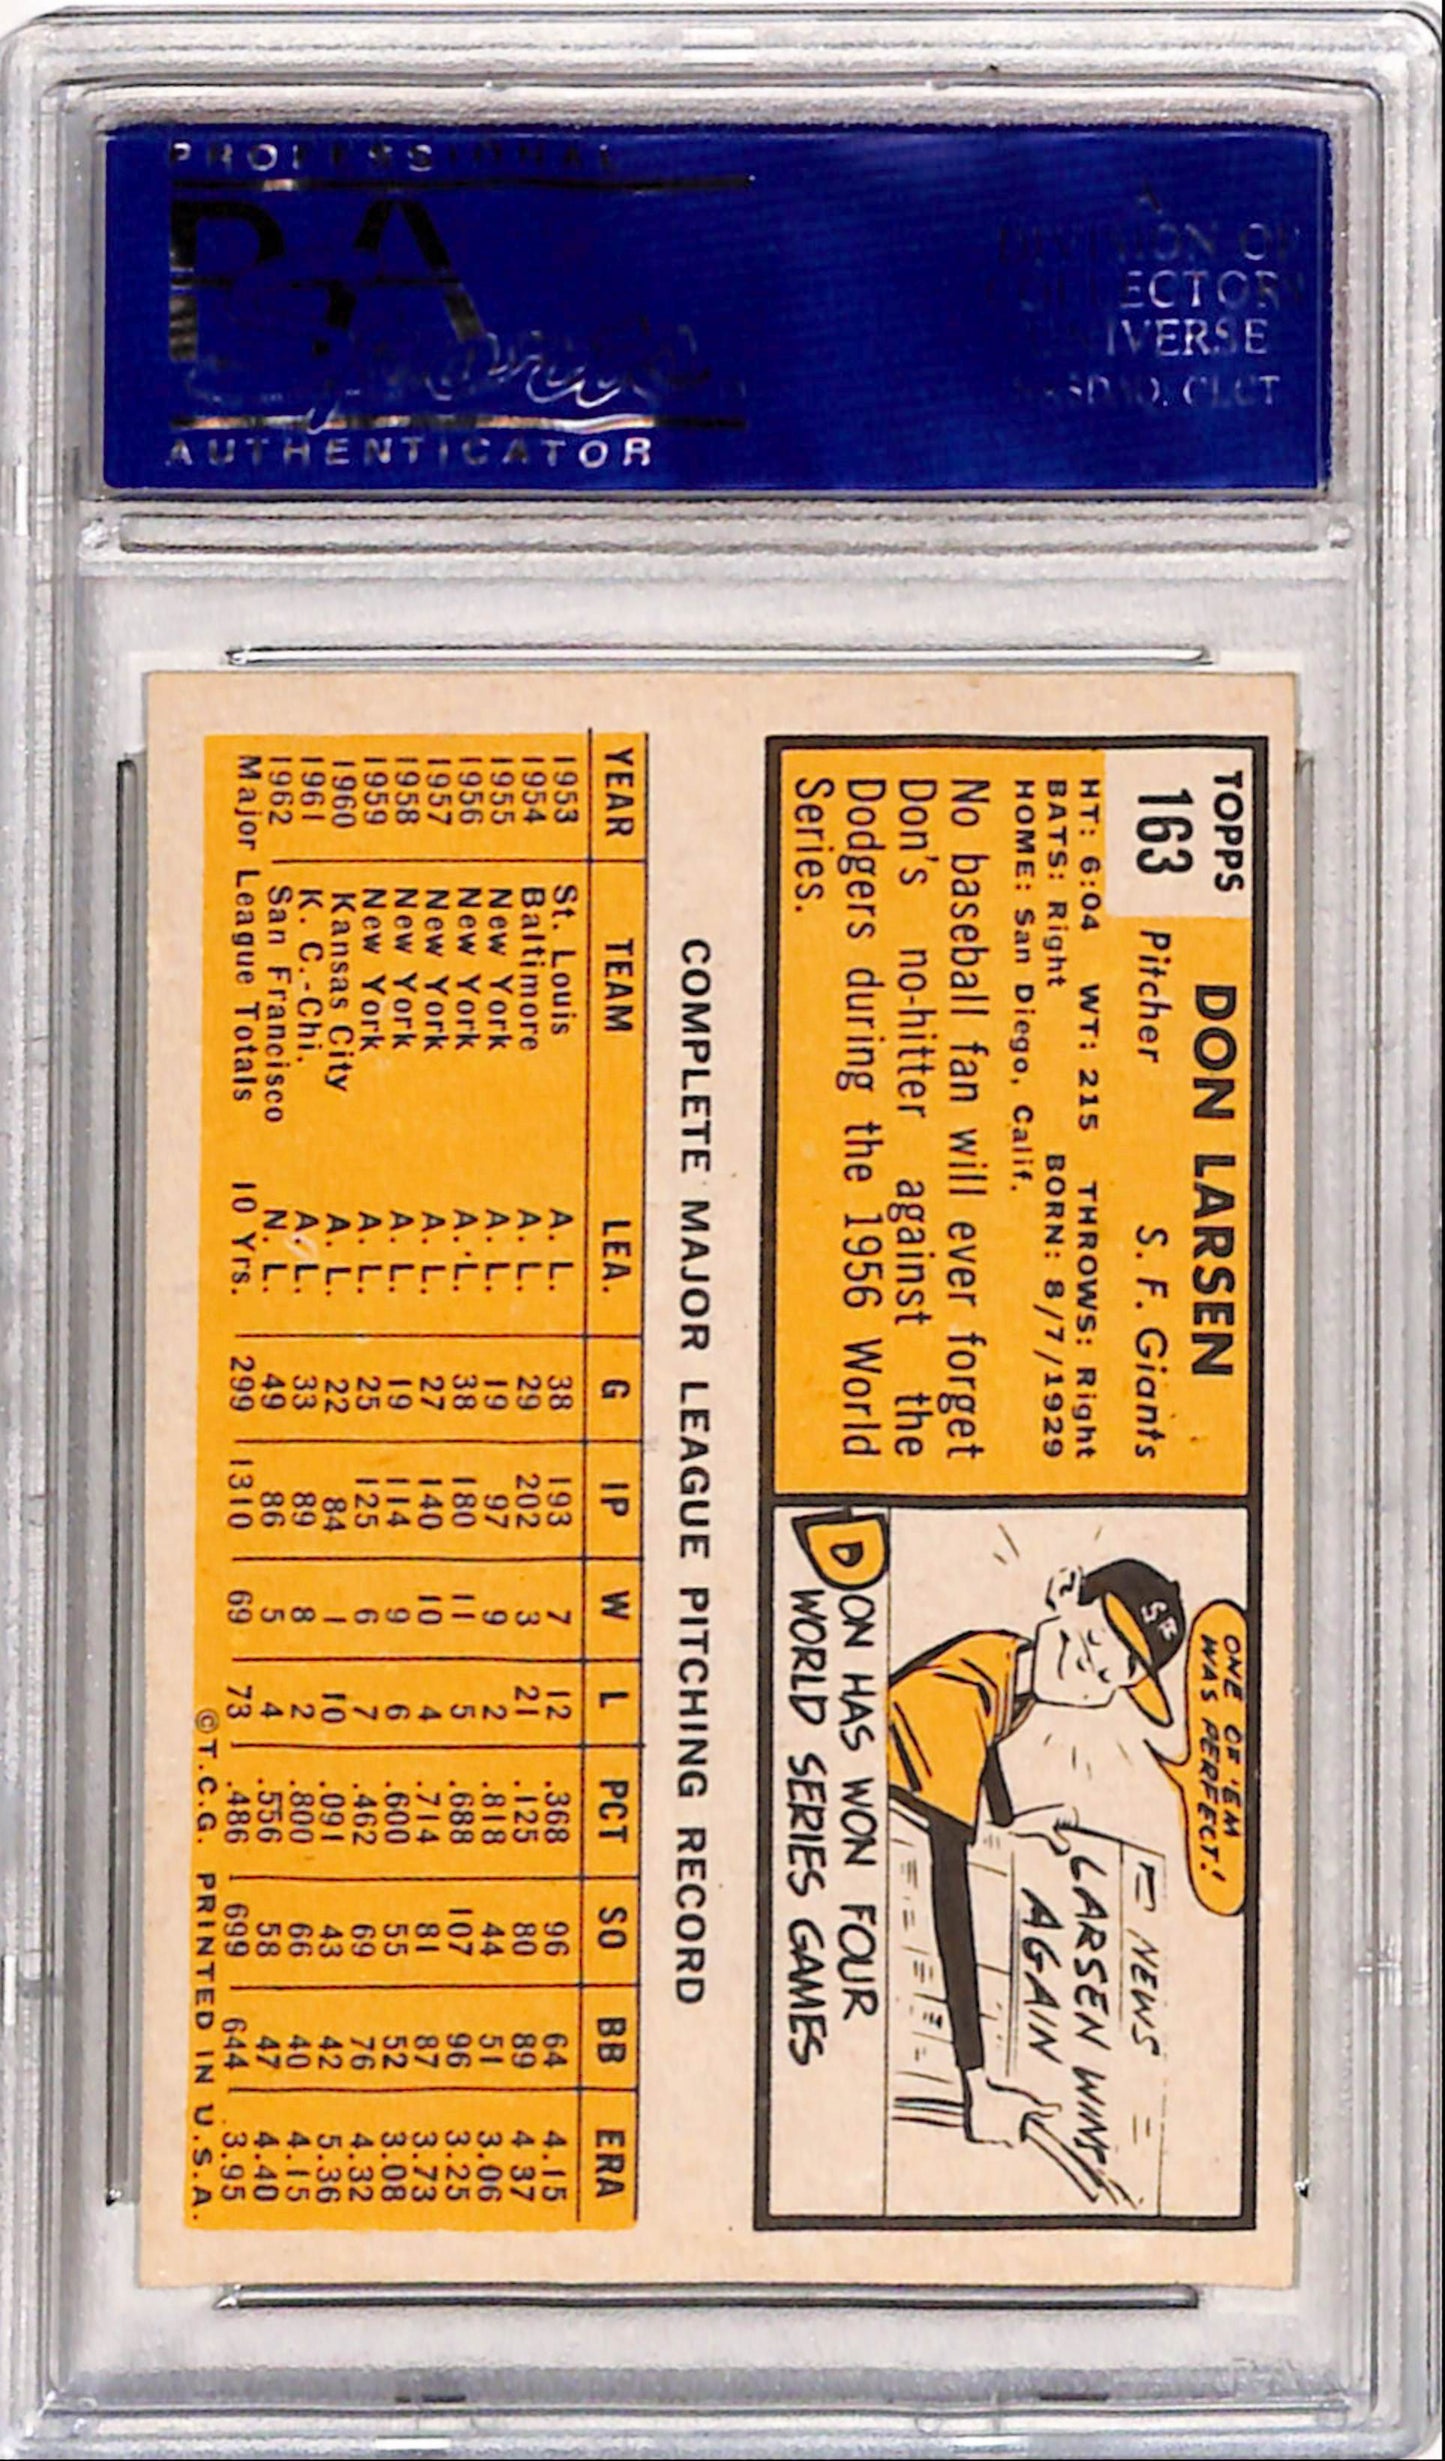 PROFESSIONAL
PSA
AUTHENTICATOR
DIVISION OF
COLLECTORS
UNIVERSE
NASDAQ. CLCT
TOPPS
163
DON LARSEN
Pitcher S. F. Giants
HT: 6:04 WT: 215 THROWS: Right
BATS: Right BORN: 8/7/1929
HOME: San Diego, Calif.
No baseball fan will ever forget
Don's no-hitter against the
Dodgers during the 1956 World
Series.
ONE OF 'EM
WAS PERFECT!
NEWS
LARSEN WINS
AGAIN
DON HAS WON FOUR
WORLD SERIES GAMES
COMPLETE MAJOR LEAGUE PITCHING RECORD
YEAR TEAM LEA. G IP W L PCT SO BB ERA
1953 St. Louis A. L. 38 193 7 12 .368 96 64 4.15
1954 Baltimore A. L. 29 202 3 21 .125 80 89 4.37
1955 New York A. L. 19 97 9 2 .818 44 51 3.06
1956 New York A. L. 38 180 11 5 .688 107 96 3.25
1957 New York A. L. 27 140 10 4 .714 81 87 3.73
1958 New York A. L. 19 114 9 6 .600 55 52 3.08
1959 New York A. L. 25 125 6 7 .462 69 76 4.32
1960 Kansas City A. L. 22 84 1 10 .091 43 42 5.36
1961 K. C.-Chi. A. L. 33 89 8 2 .800 66 40 4.15
1962 San Francisco N. L. 49 86 5 4 .556 58 47 4.40
Major League Totals 10 Yrs. 299 1310 69 73 .486 699 644 3.95
©T.C.G. PRINTED IN U.S.A.